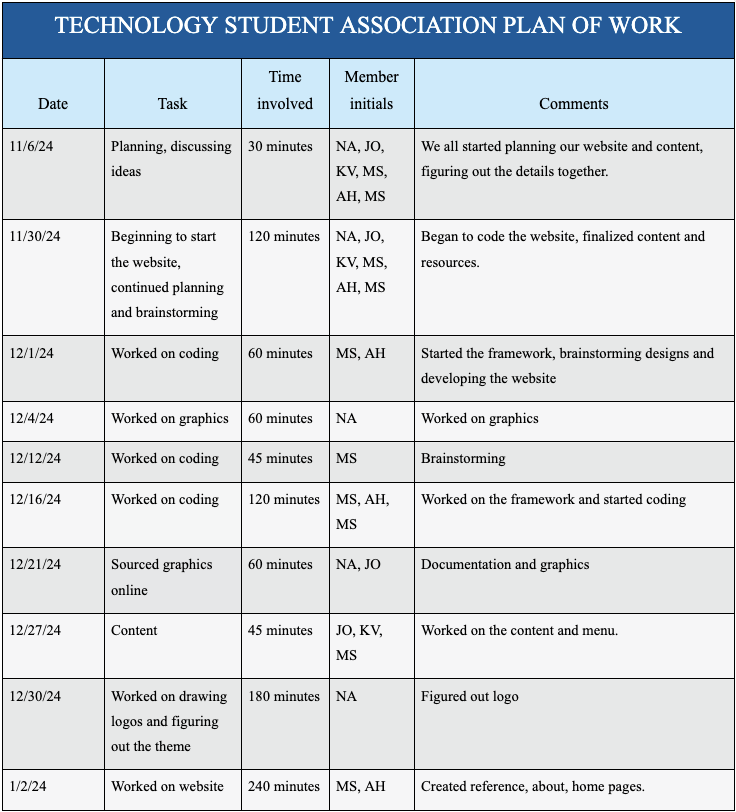 TECHNOLOGY STUDENT ASSOCIATION PLAN OF WORK
Date
Task
Time
involved
Member
initials
Comments
11/6/24
Planning, discussing
ideas
30 minutes
NA, JO,
KV, MS,
AH, MS
We all started planning our website and content,
figuring out the details together.
11/30/24
Beginning to start
the website,
continued planning
and brainstorming
120 minutes
NA, JO,
KV, MS,
AH, MS
Began to code the website, finalized content and
resources.
12/1/24
Worked on coding
60 minutes
MS, AH
Started the framework, brainstorming designs and
developing the website
12/4/24
Worked on graphics
60 minutes
NA
Worked on graphics
12/12/24
Worked on coding
45 minutes
MS
Brainstorming
12/16/24
Worked on coding
120 minutes
MS, AH,
MS
Worked on the framework and started coding
12/21/24
Sourced graphics
online
60 minutes
NA, JO
Documentation and graphics
12/27/24
Content
45 minutes
JO, KV,
MS
Worked on the content and menu.
12/30/24
Worked on drawing
logos and figuring
out the theme
180 minutes
NA
Figured out logo
1/2/24
Worked on website
240 minutes
MS, AH
Created reference, about, home pages.